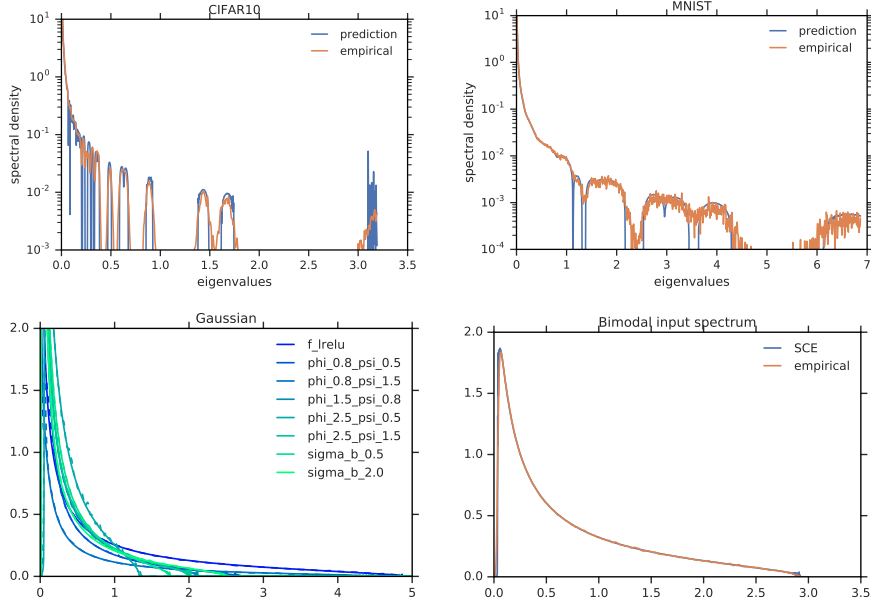 CIFAR10
prediction
empirical
spectral density
10^1
10^0
10^-1
10^-2
10^-3
0.0 0.5 1.0 1.5 2.0 2.5 3.0 3.5
eigenvalues
MNIST
prediction
empirical
spectral density
10^1
10^0
10^-1
10^-2
10^-3
10^-4
0 1 2 3 4 5 6 7
eigenvalues
Gaussian
f_lrelu
phi_0.8_psi_0.5
phi_0.8_psi_1.5
phi_1.5_psi_0.8
phi_2.5_psi_0.5
phi_2.5_psi_1.5
sigma_b_0.5
sigma_b_2.0
2.0
1.5
1.0
0.5
0.0
0 1 2 3 4 5
Bimodal input spectrum
SCE
empirical
2.0
1.5
1.0
0.5
0.0
0.0 0.5 1.0 1.5 2.0 2.5 3.0 3.5